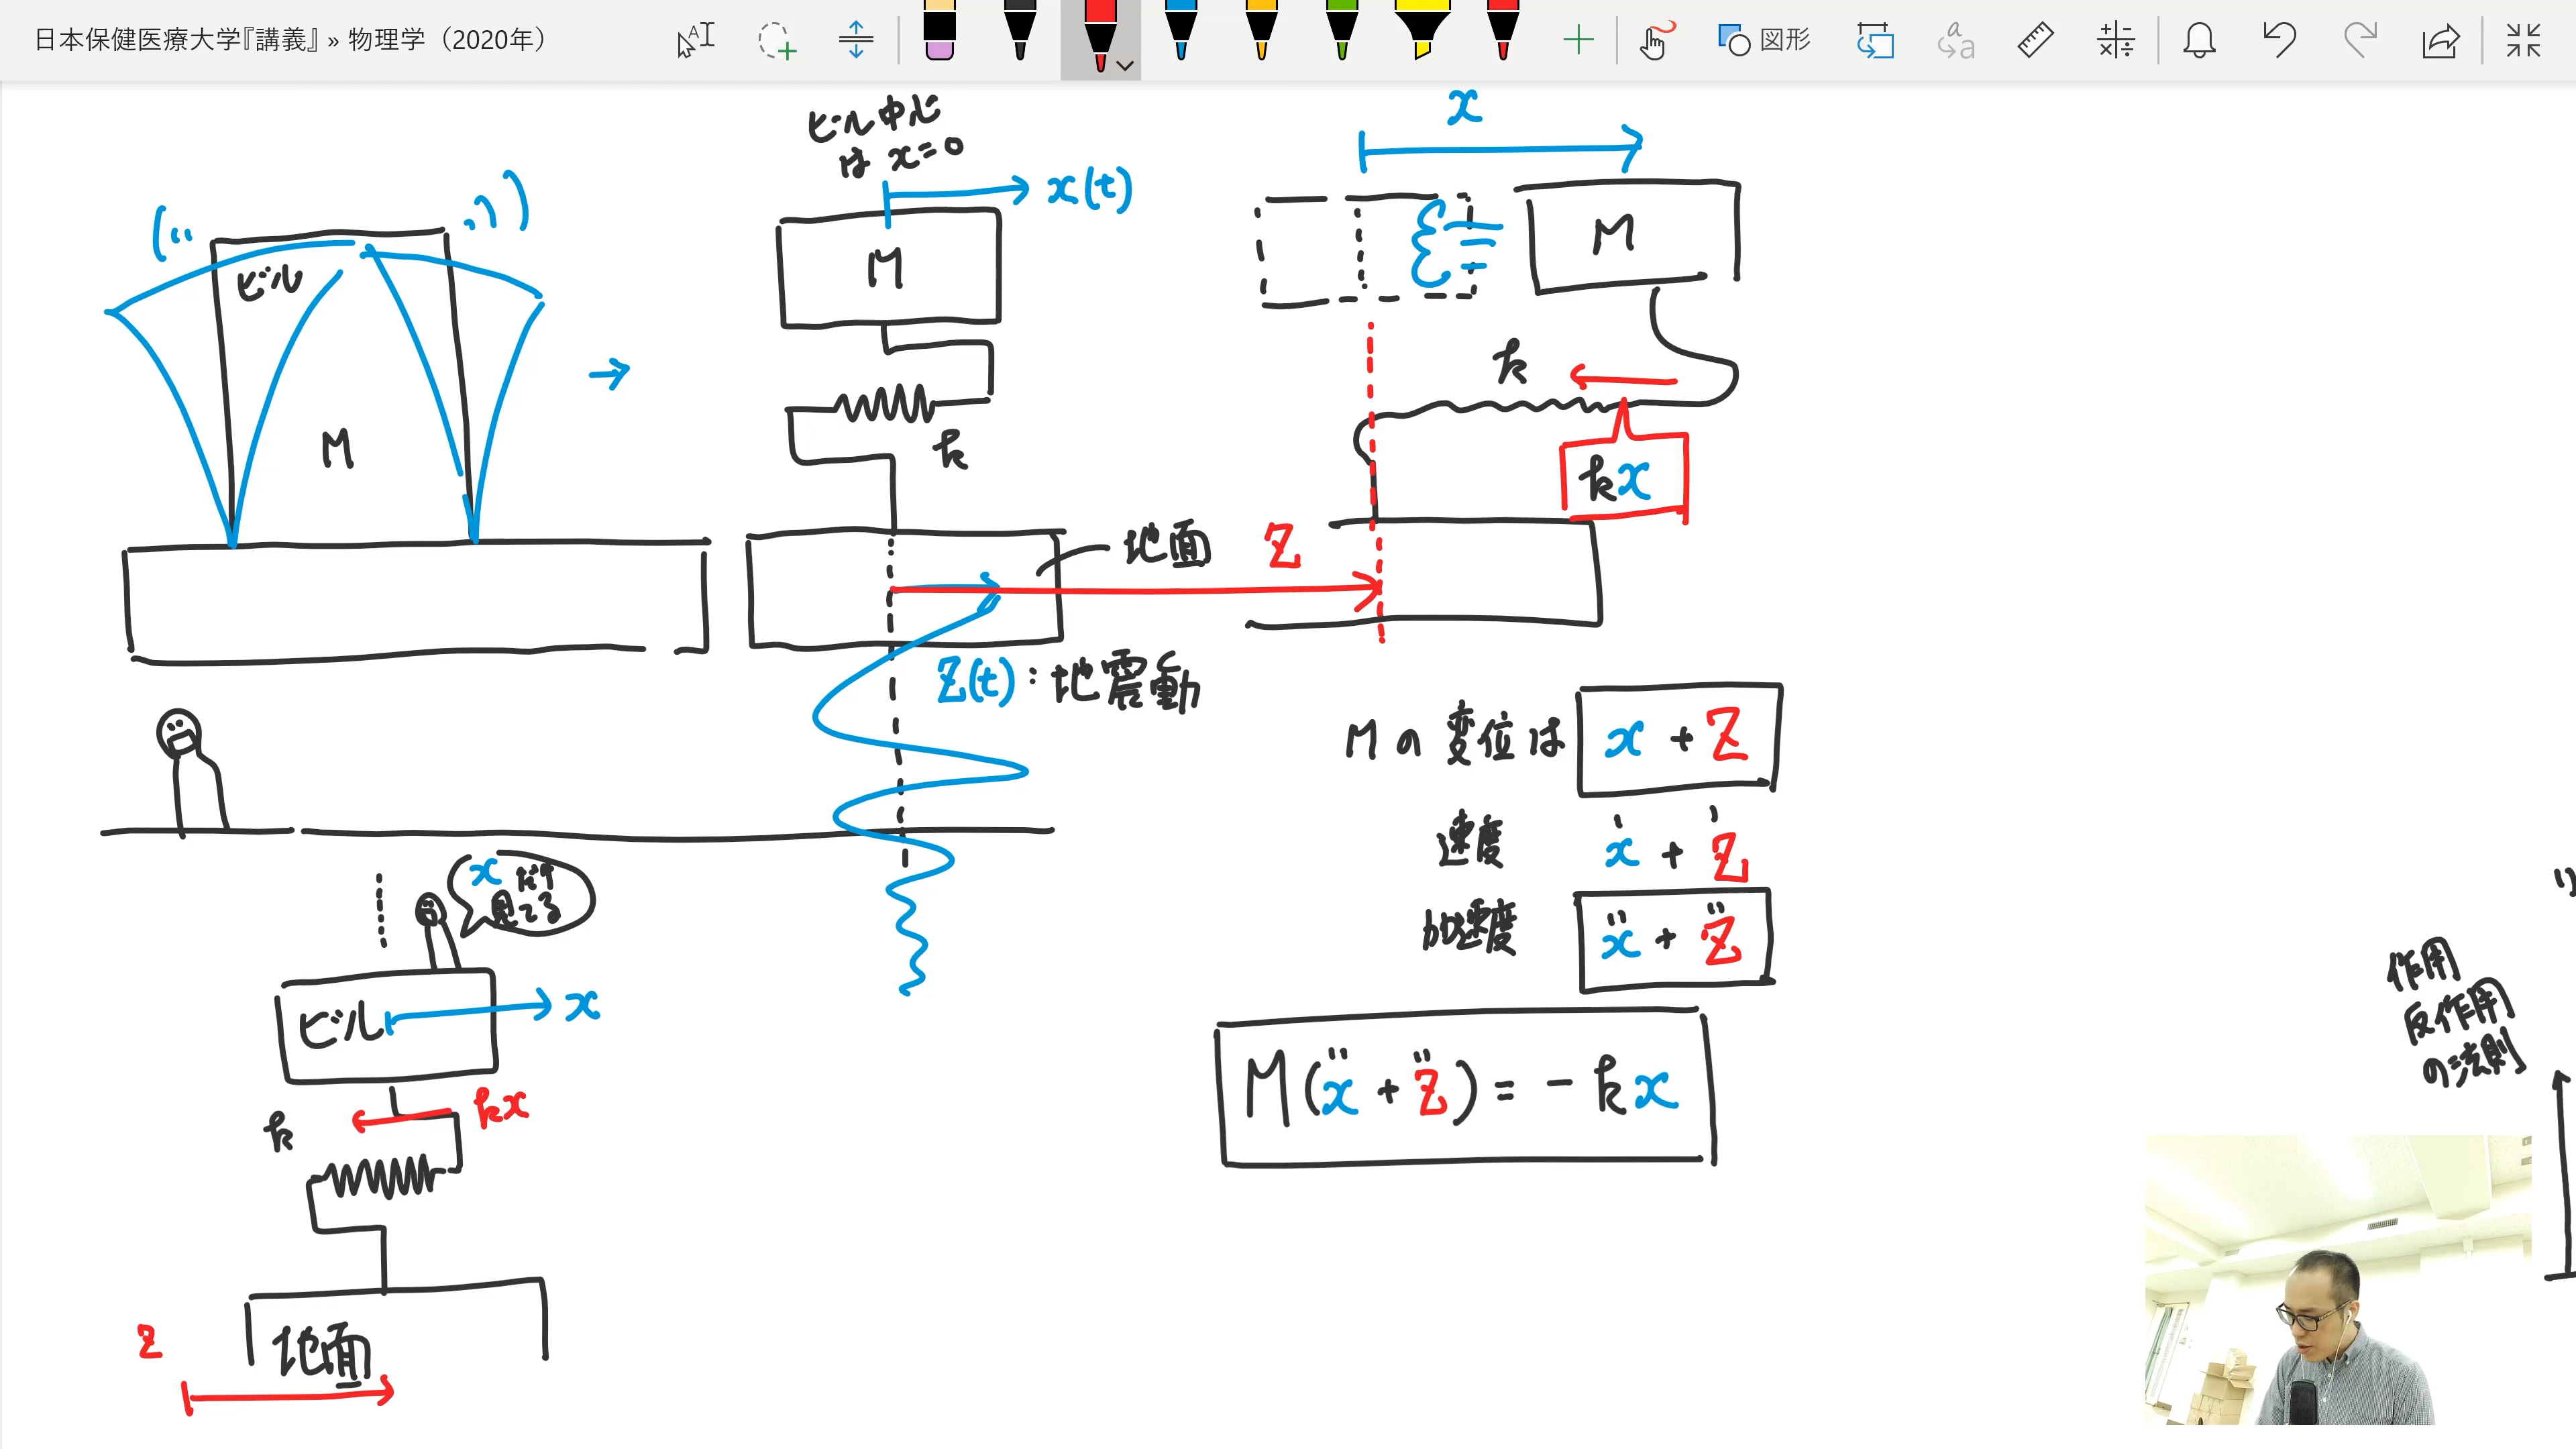 日本保健医療大学『講義』 » 物理学（2020年）
図形
ビル中心
は x=0
x(t)
M
k
地面
Z(t)：地震動
ビル
M
x
M
k
kx
Z
Mの変位は x + Z
速度 ẋ + Ż
加速度 ẍ + Z̈
M(ẍ + Z̈) = - kx
x だけ
見てる
ビル
x
k
kx
地面
Z
作用
反作用
の法則